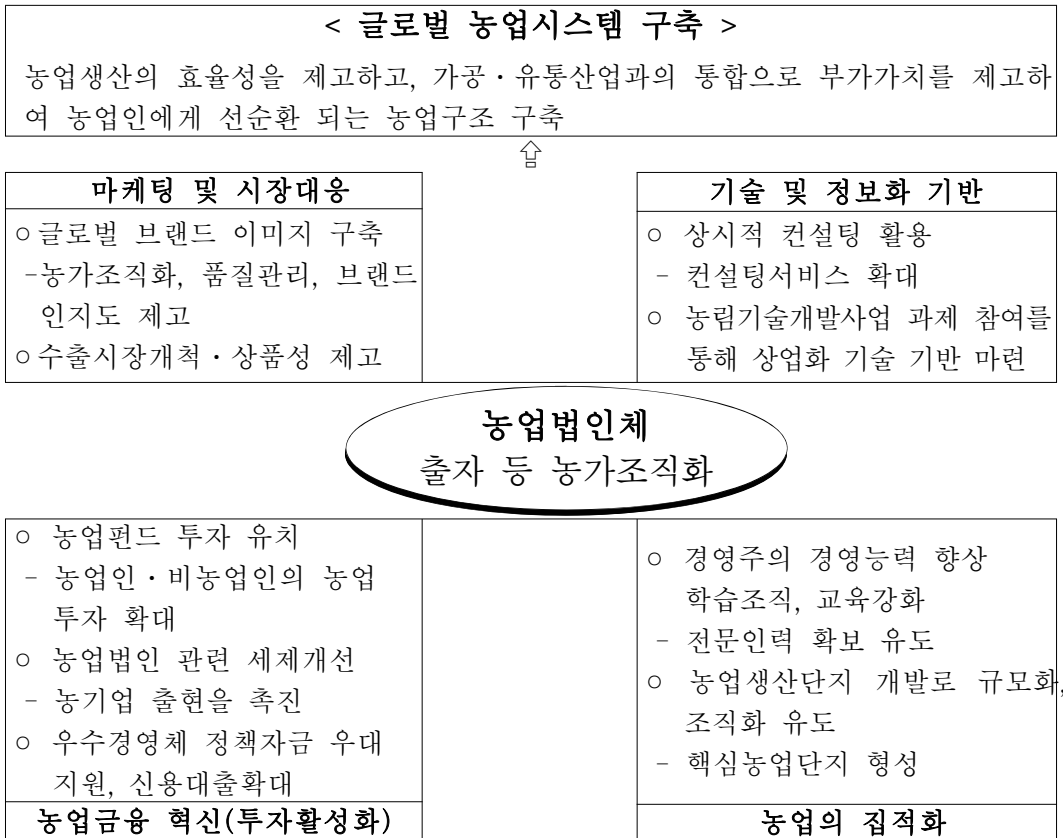 < 글로벌 농업시스템 구축 >
농업생산의 효율성을 제고하고, 가공·유통산업과의 통합으로 부가가치를 제고하
여 농업인에게 선순환 되는 농업구조 구축
마케팅 및 시장대응
○글로벌 브랜드 이미지 구축
-농가조직화, 품질관리, 브랜드
인지도 제고
○수출시장개척·상품성 제고
기술 및 정보화 기반
○ 상시적 컨설팅 활용
- 컨설팅서비스 확대
○ 농림기술개발사업 과제 참여를
통해 상업화 기술 기반 마련
농업법인체
출자 등 농가조직화
○ 농업펀드 투자 유치
- 농업인·비농업인의 농업
투자 확대
○ 농업법인 관련 세제개선
- 농기업 출현을 촉진
○ 우수경영체 정책자금 우대
지원, 신용대출확대
농업금융 혁신(투자활성화)
○ 경영주의 경영능력 향상
학습조직, 교육강화
- 전문인력 확보 유도
○ 농업생산단지 개발로 규모화,
조직화 유도
- 핵심농업단지 형성
농업의 집적화